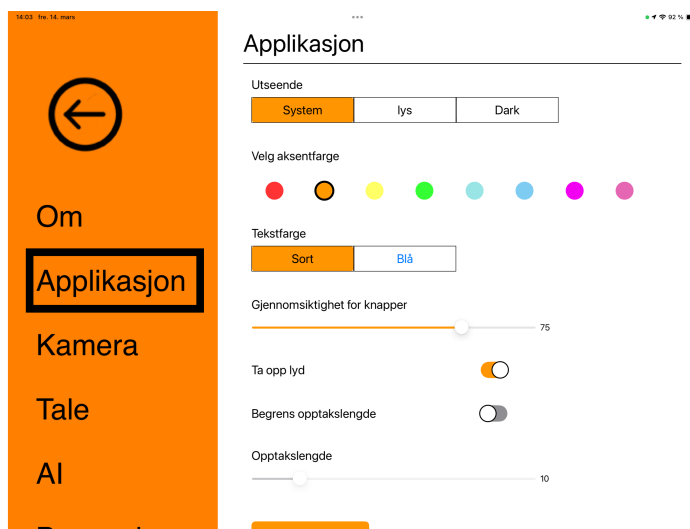 14:03 fre. 14. mars
92 %
Om
Applikasjon
Kamera
Tale
AI
Applikasjon
Utseende
System lys Dark
Velg aksentfarge
Tekstfarge
Sort Blå
Gjennomsiktighet for knapper
75
Ta opp lyd
Begrens opptakslengde
Opptakslengde
10